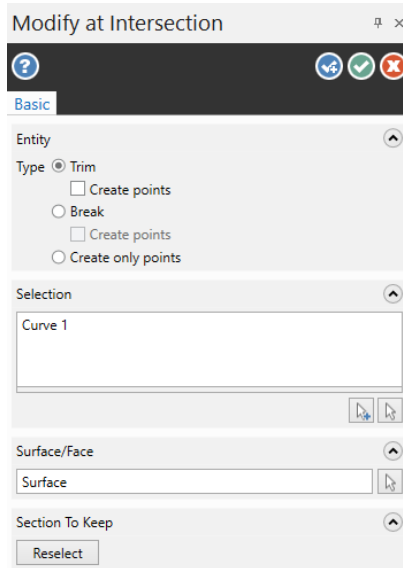 Modify at Intersection
Basic
Entity
Type Trim
Create points
Break
Create points
Create only points
Selection
Curve 1
Surface/Face
Surface
Section To Keep
Reselect